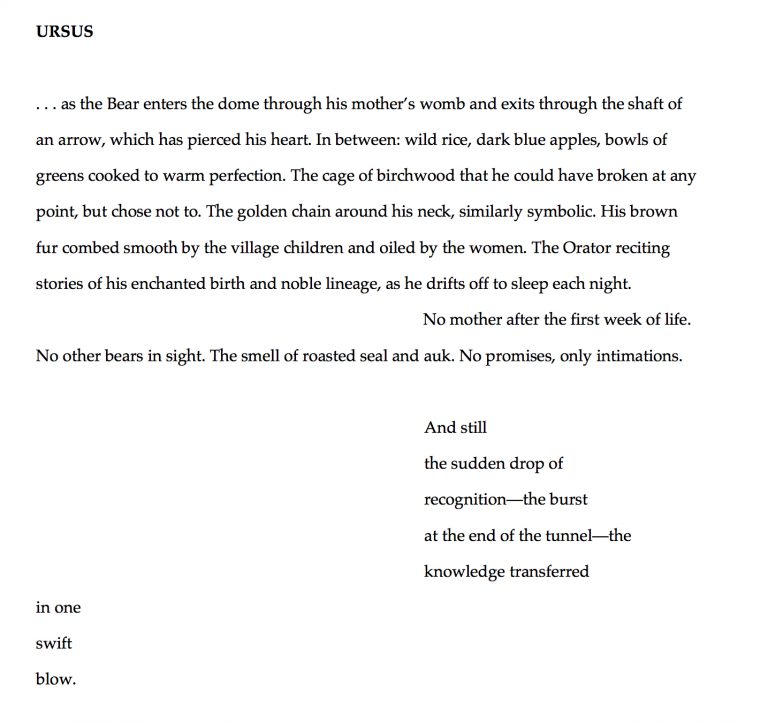 URSUS
. . . as the Bear enters the dome through his mother’s womb and exits through the shaft of
an arrow, which has pierced his heart. In between: wild rice, dark blue apples, bowls of
greens cooked to warm perfection. The cage of birchwood that he could have broken at any
point, but chose not to. The golden chain around his neck, similarly symbolic. His brown
fur combed smooth by the village children and oiled by the women. The Orator reciting
stories of his enchanted birth and noble lineage, as he drifts off to sleep each night.
No mother after the first week of life.
No other bears in sight. The smell of roasted seal and auk. No promises, only intimations.
And still
the sudden drop of
recognition—the burst
at the end of the tunnel—the
knowledge transferred
in one
swift
blow.